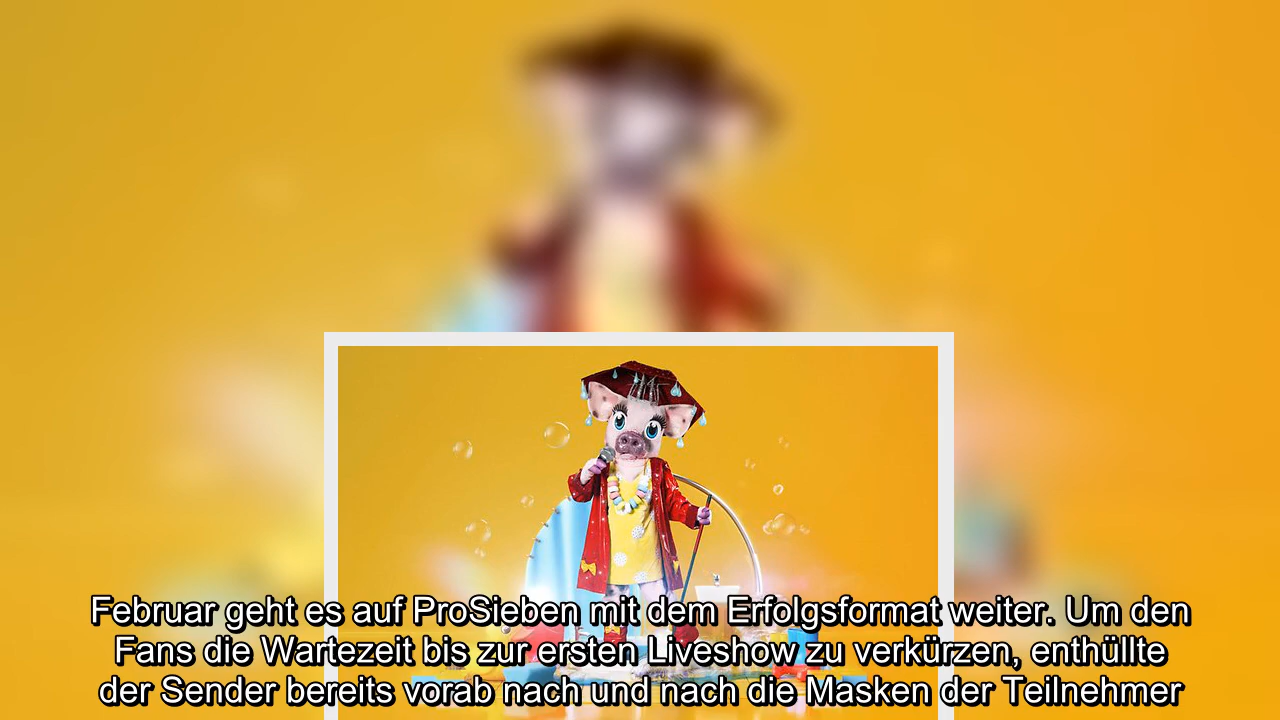 Februar geht es auf ProSieben mit dem Erfolgsformat weiter. Um den
Fans die Wartezeit bis zur ersten Liveshow zu verkürzen, enthüllte
der Sender bereits vorab nach und nach die Masken der Teilnehmer